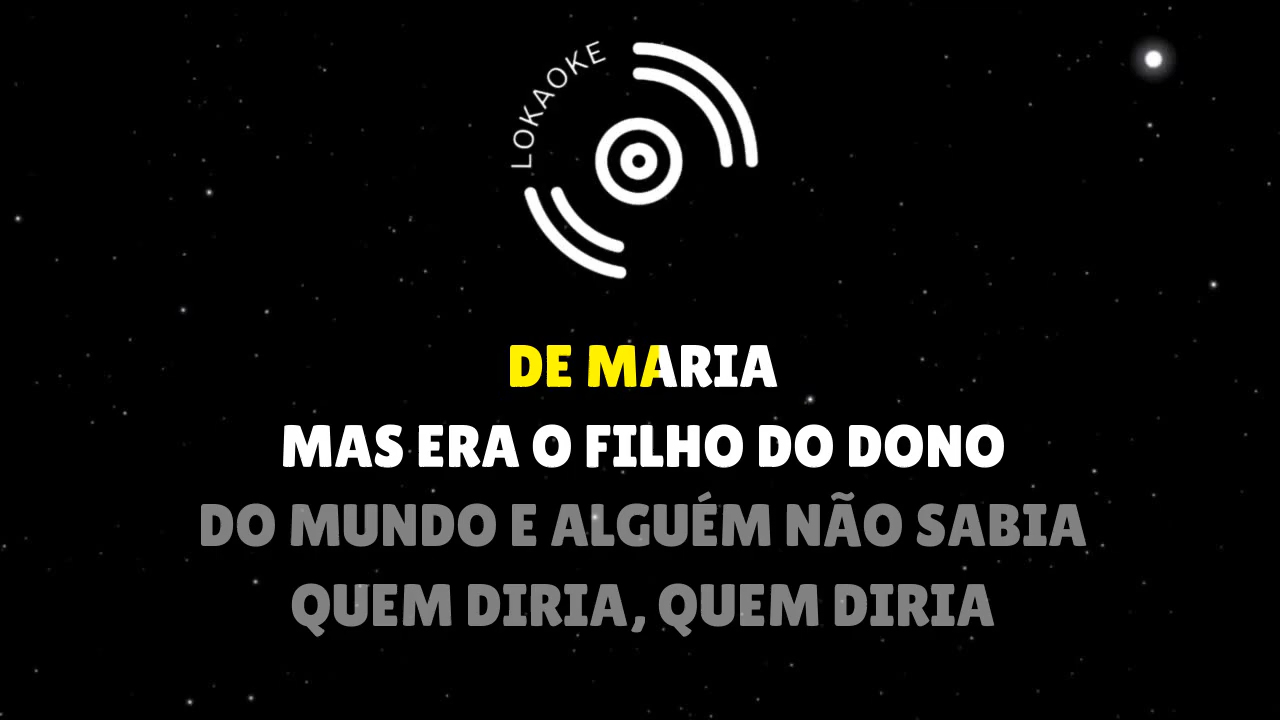 LOKAOKE
DE MARIA
MAS ERA O FILHO DO DONO
DO MUNDO E ALGUÉM NÃO SABIA
QUEM DIRIA, QUEM DIRIA